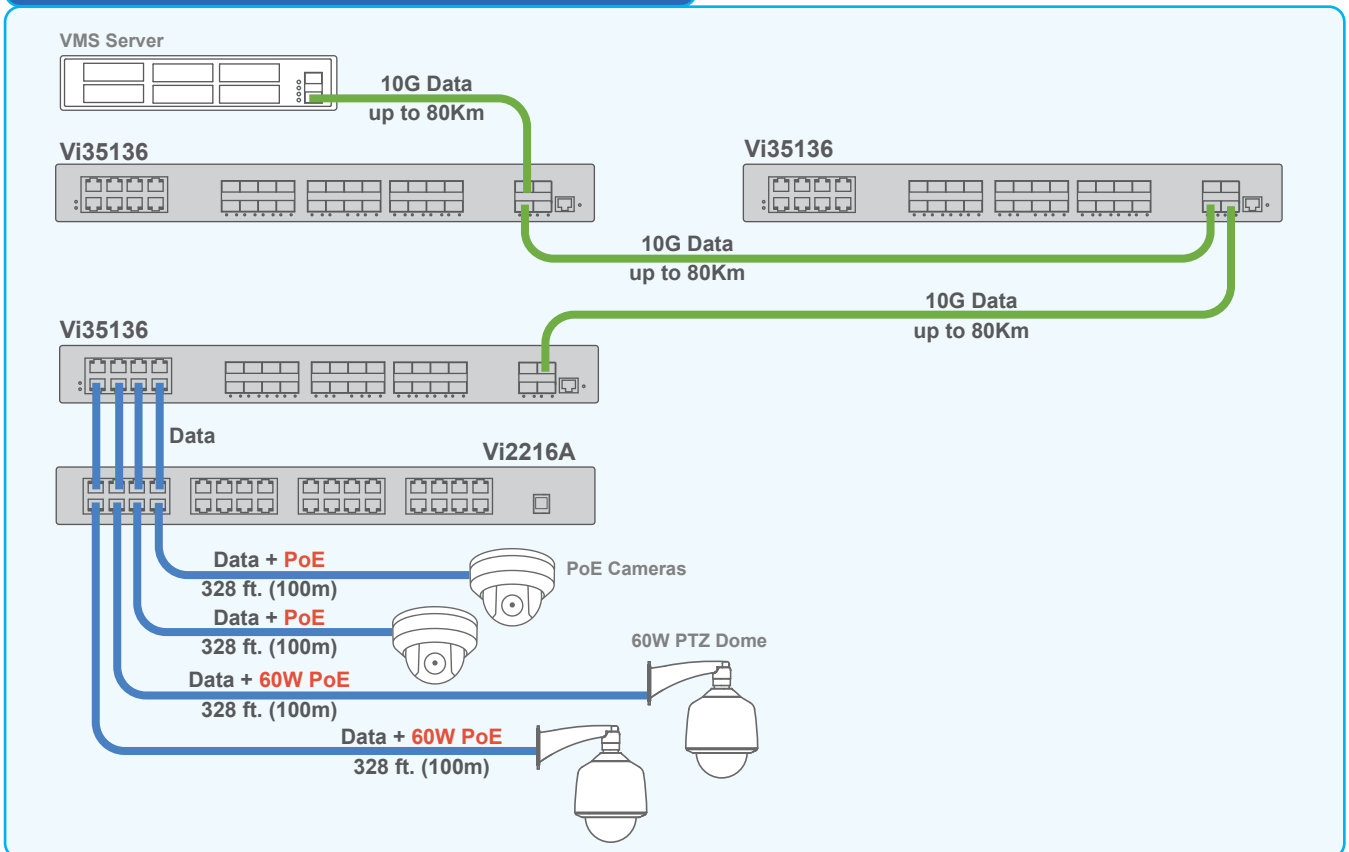 VMS Server
10G Data
up to 80Km
Vi35136
Vi35136
10G Data
up to 80Km
10G Data
up to 80Km
Vi35136
Data
Vi2216A
Data + PoE
328 ft. (100m)
PoE Cameras
Data + PoE
328 ft. (100m)
60W PTZ Dome
Data + 60W PoE
328 ft. (100m)
Data + 60W PoE
328 ft. (100m)